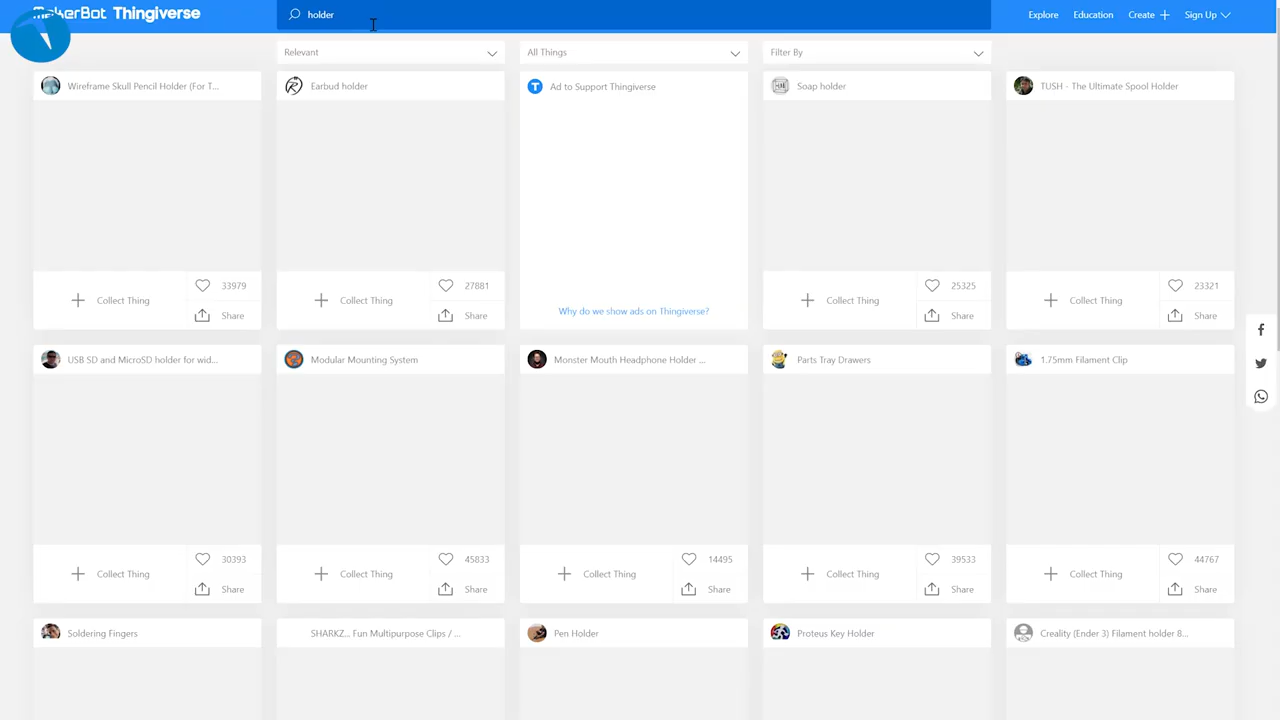 MakerBot Thingiverse
holder
Explore
Education
Create
Sign Up
Relevant
All Things
Filter By
Wireframe Skull Pencil Holder (For T...
Earbud holder
Ad to Support Thingiverse
Soap holder
TUSH - The Ultimate Spool Holder
Why do we show ads on Thingiverse?
Collect Thing
33979
Share
Collect Thing
27881
Share
Collect Thing
25325
Share
Collect Thing
23321
Share
USB SD and MicroSD holder for wid...
Modular Mounting System
Monster Mouth Headphone Holder ...
Parts Tray Drawers
1.75mm Filament Clip
Collect Thing
30393
Share
Collect Thing
45833
Share
Collect Thing
14495
Share
Collect Thing
39533
Share
Collect Thing
44767
Share
Soldering Fingers
SHARKZ... Fun Multipurpose Clips / ...
Pen Holder
Proteus Key Holder
Creality (Ender 3) Filament holder 8...